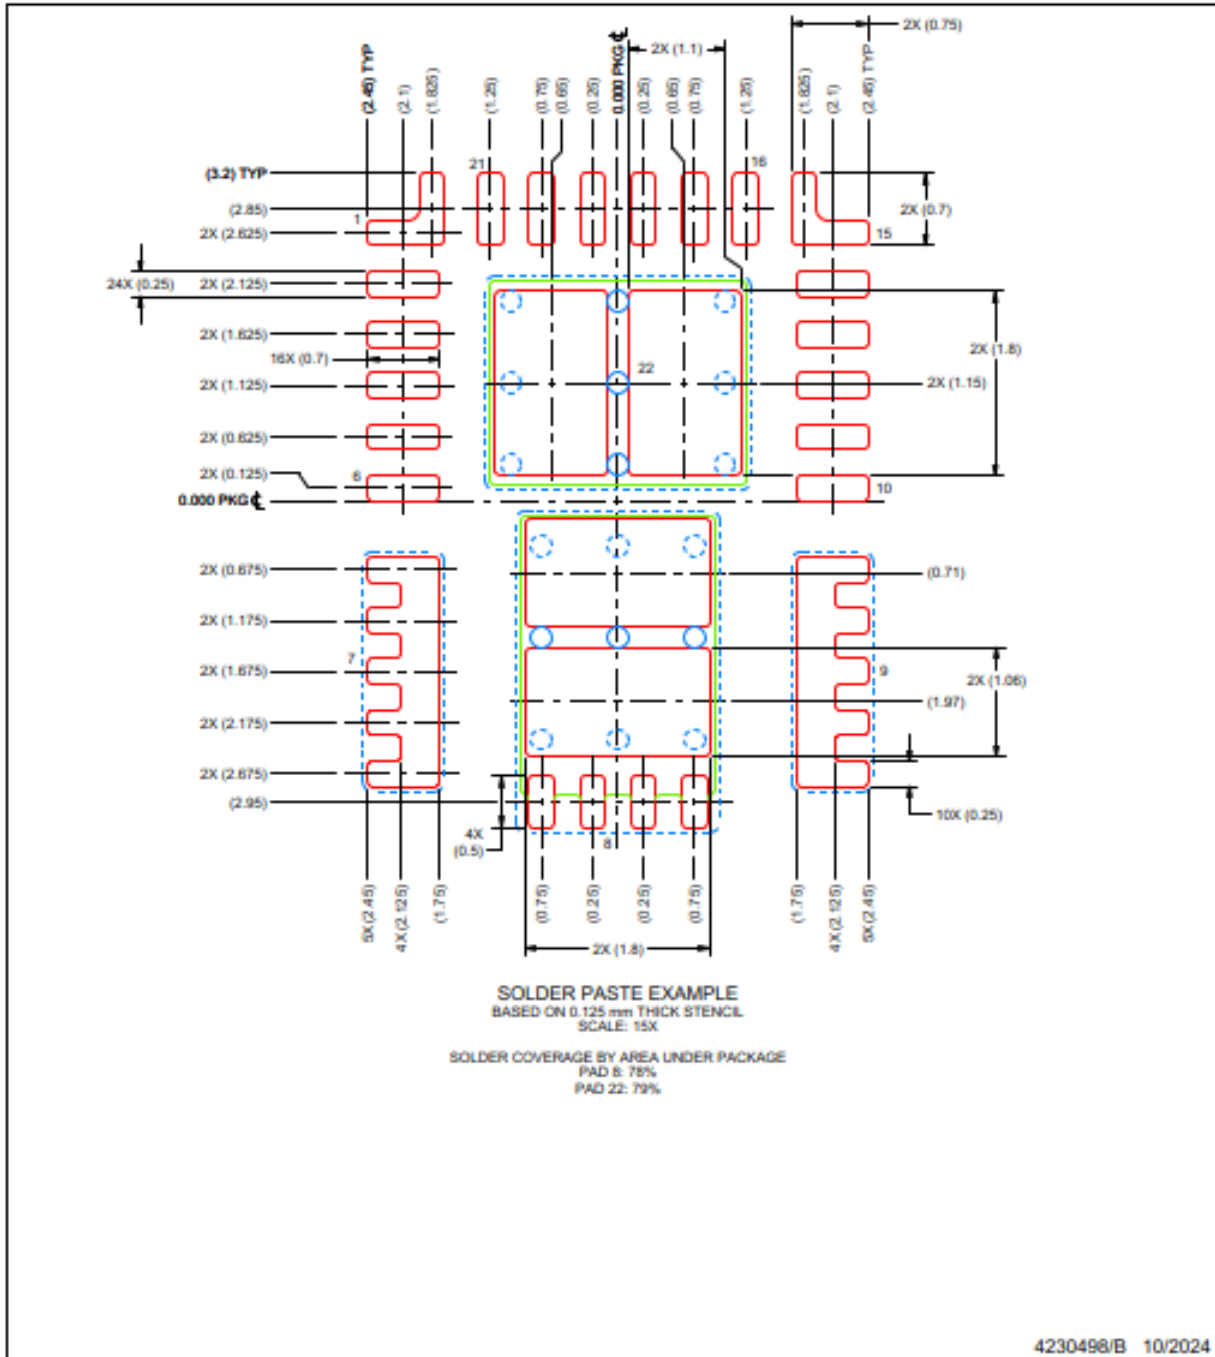 2X (0.75)
(2.45) TYP
(2.1)
(1.825)
(1.25)
(0.75)
(0.65)
(0.25)
0.000 PKG ℄
2X (1.1)
(0.25)
(0.65)
(0.75)
(1.25)
(1.825)
(2.1)
(2.45) TYP
(3.2) TYP
21
16
(2.85)
1
2X (0.7)
15
2X (2.625)
24X (0.25)
2X (2.125)
2X (1.625)
16X (0.7)
22
2X (1.8)
2X (1.125)
2X (1.15)
2X (0.625)
2X (0.125)
6
10
0.000 PKG ℄
2X (0.675)
(0.71)
2X (1.175)
7
9
2X (1.675)
2X (1.06)
(1.97)
2X (2.175)
2X (2.675)
(2.95)
10X (0.25)
4X
(0.5)
8
5X (2.45)
4X (2.125)
(1.75)
(0.75)
(0.25)
(0.25)
(0.75)
(1.75)
4X (2.125)
5X (2.45)
2X (1.8)
SOLDER PASTE EXAMPLE
BASED ON 0.125 mm THICK STENCIL
SCALE: 15X
SOLDER COVERAGE BY AREA UNDER PACKAGE
PAD 8: 78%
PAD 22: 79%
4230498/B 10/2024